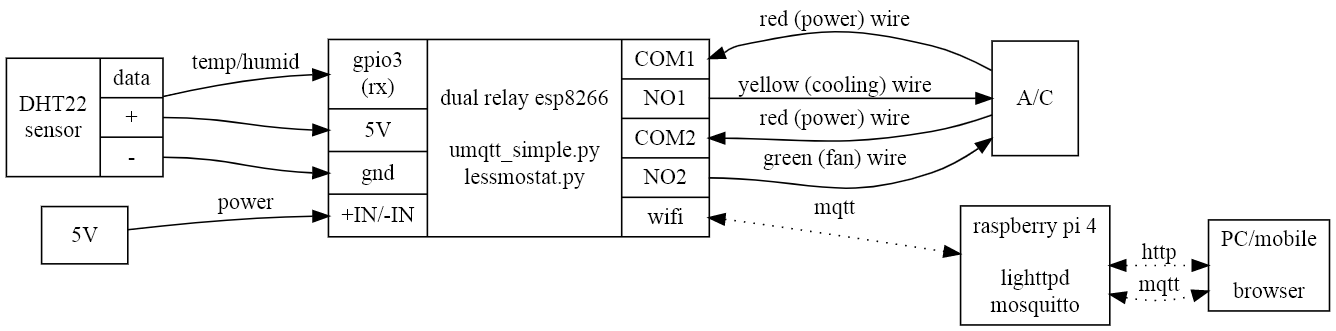 DHT22
sensor
data
+
-
temp/humid
5V
power
gpio3
(rx)
5V
gnd
+IN/-IN
dual relay esp8266
umqtt_simple.py
lessmostat.py
COM1
NO1
COM2
NO2
wifi
red (power) wire
yellow (cooling) wire
red (power) wire
green (fan) wire
mqtt
A/C
raspberry pi 4
lighttpd
mosquitto
http
mqtt
PC/mobile
browser